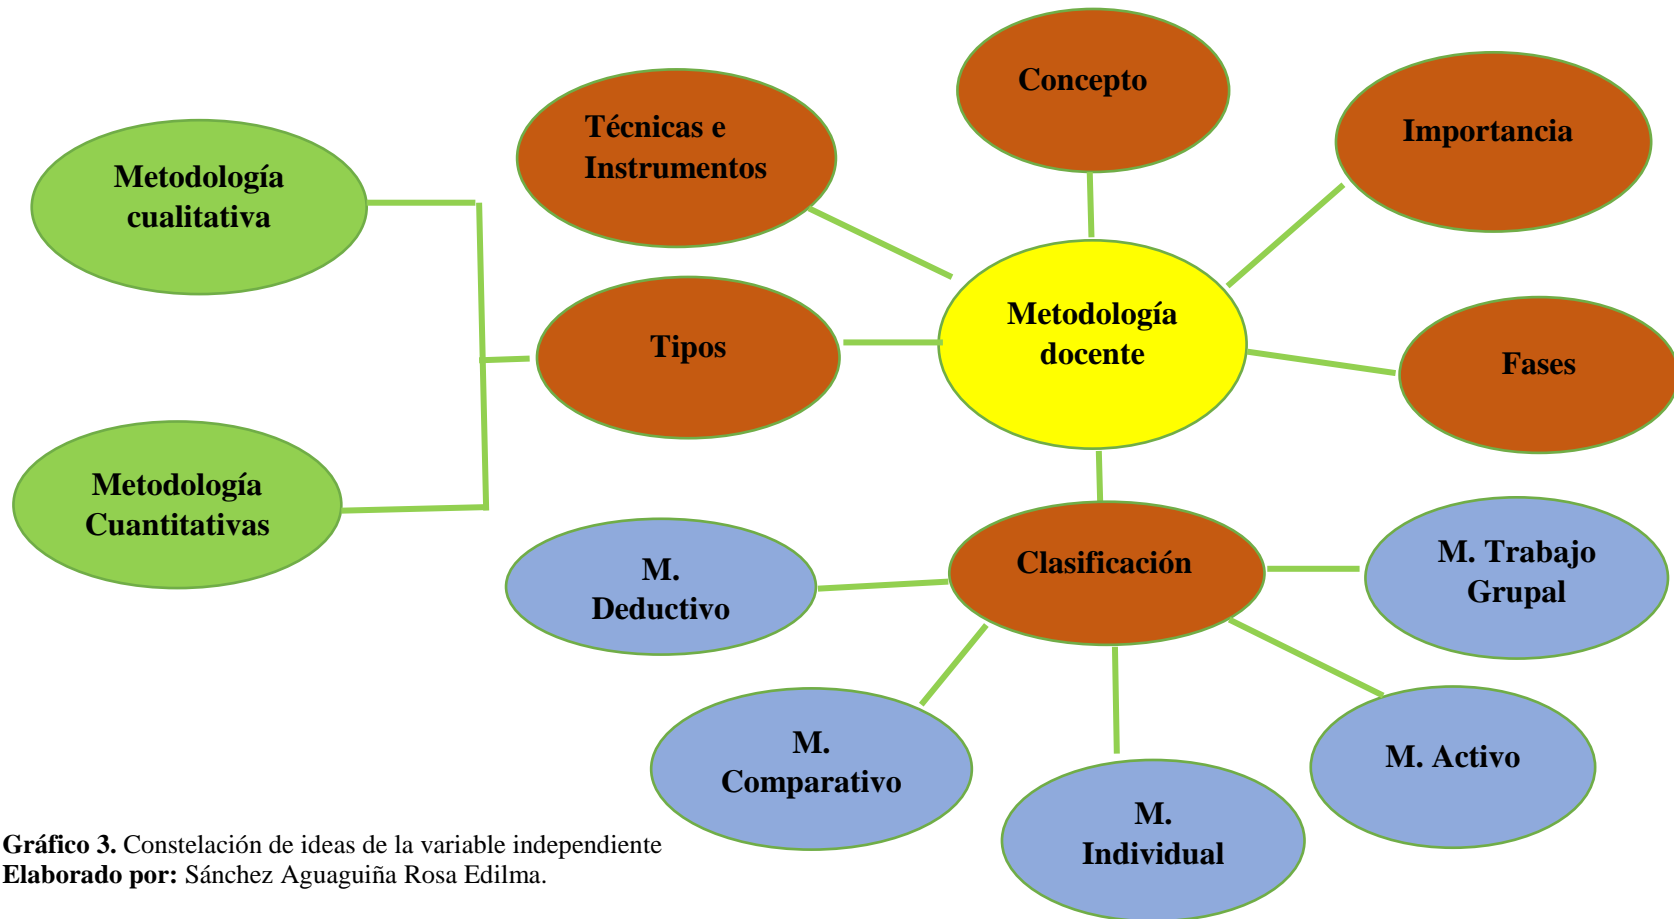 Concepto
Técnicas e
Instrumentos
Importancia
Metodología
cualitativa
Metodología
docente
Tipos
Fases
Metodología
Cuantitativas
Clasificación
M. Trabajo
Grupal
M.
Deductivo
M.
Comparativo
M. Activo
M.
Individual
Gráfico 3. Constelación de ideas de la variable independiente
Elaborado por: Sánchez Aguaguiña Rosa Edilma.